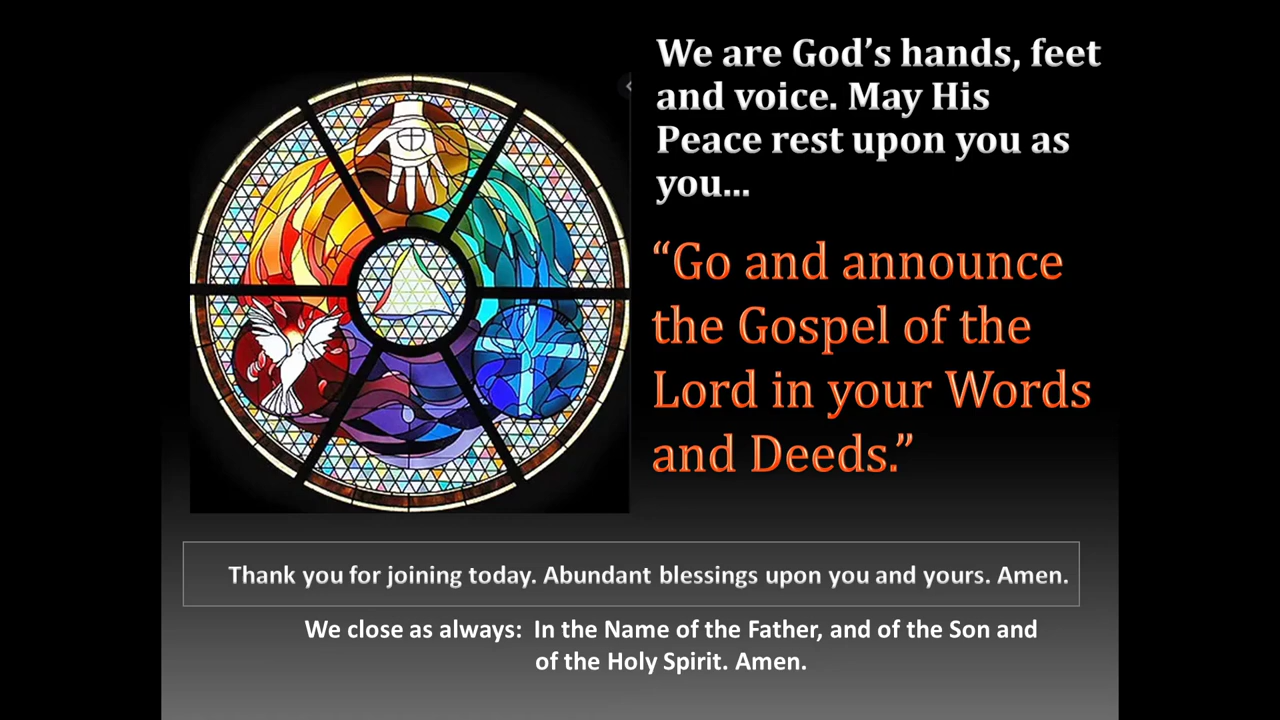 We are God’s hands, feet
and voice. May His
Peace rest upon you as
you...
“Go and announce
the Gospel of the
Lord in your Words
and Deeds.”
Thank you for joining today. Abundant blessings upon you and yours. Amen.
We close as always:  In the Name of the Father, and of the Son and
of the Holy Spirit. Amen.